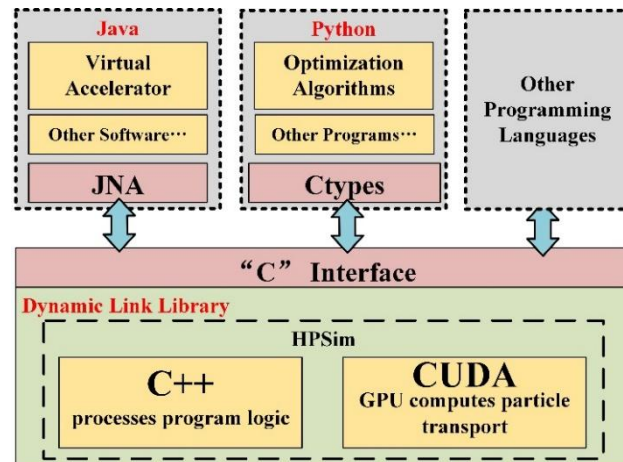 Java
Virtual
Accelerator
Other Software···
JNA
Python
Optimization
Algorithms
Other Programs···
Ctypes
Other
Programming
Languages
“C” Interface
Dynamic Link Library
HPSim
C++
processes program logic
CUDA
GPU computes particle
transport